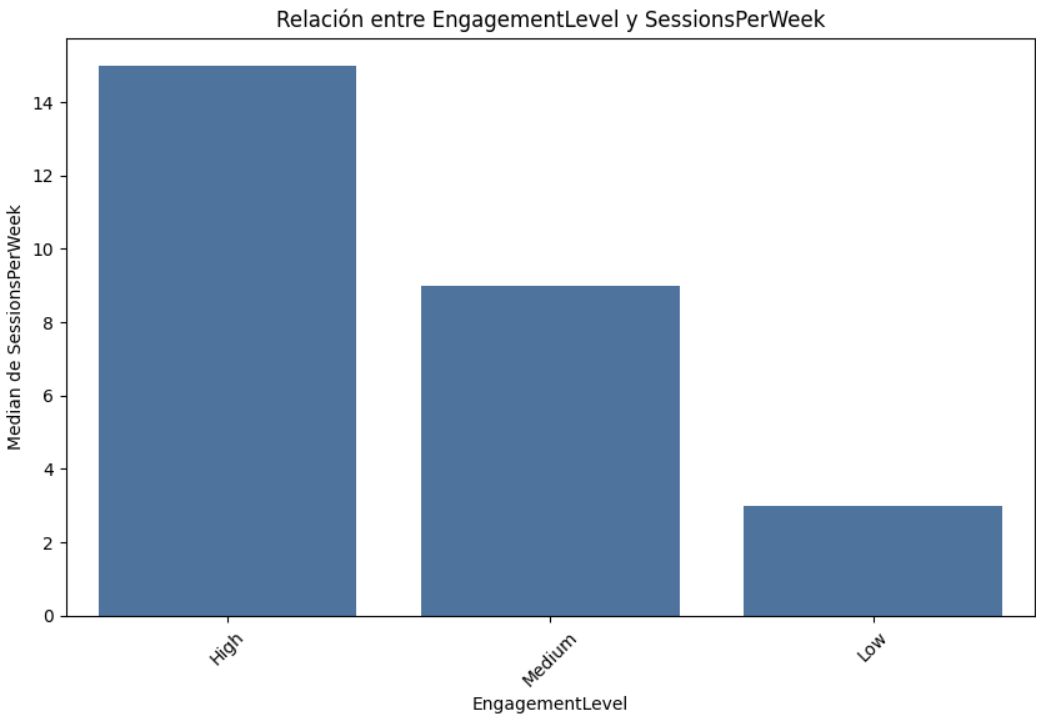 Relación entre EngagementLevel y SessionsPerWeek
Median de SessionsPerWeek
14
12
10
8
6
4
2
0
High
Medium
Low
EngagementLevel